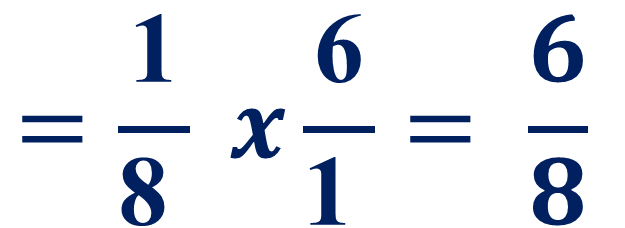 = 1/8 x 6/1 = 6/8